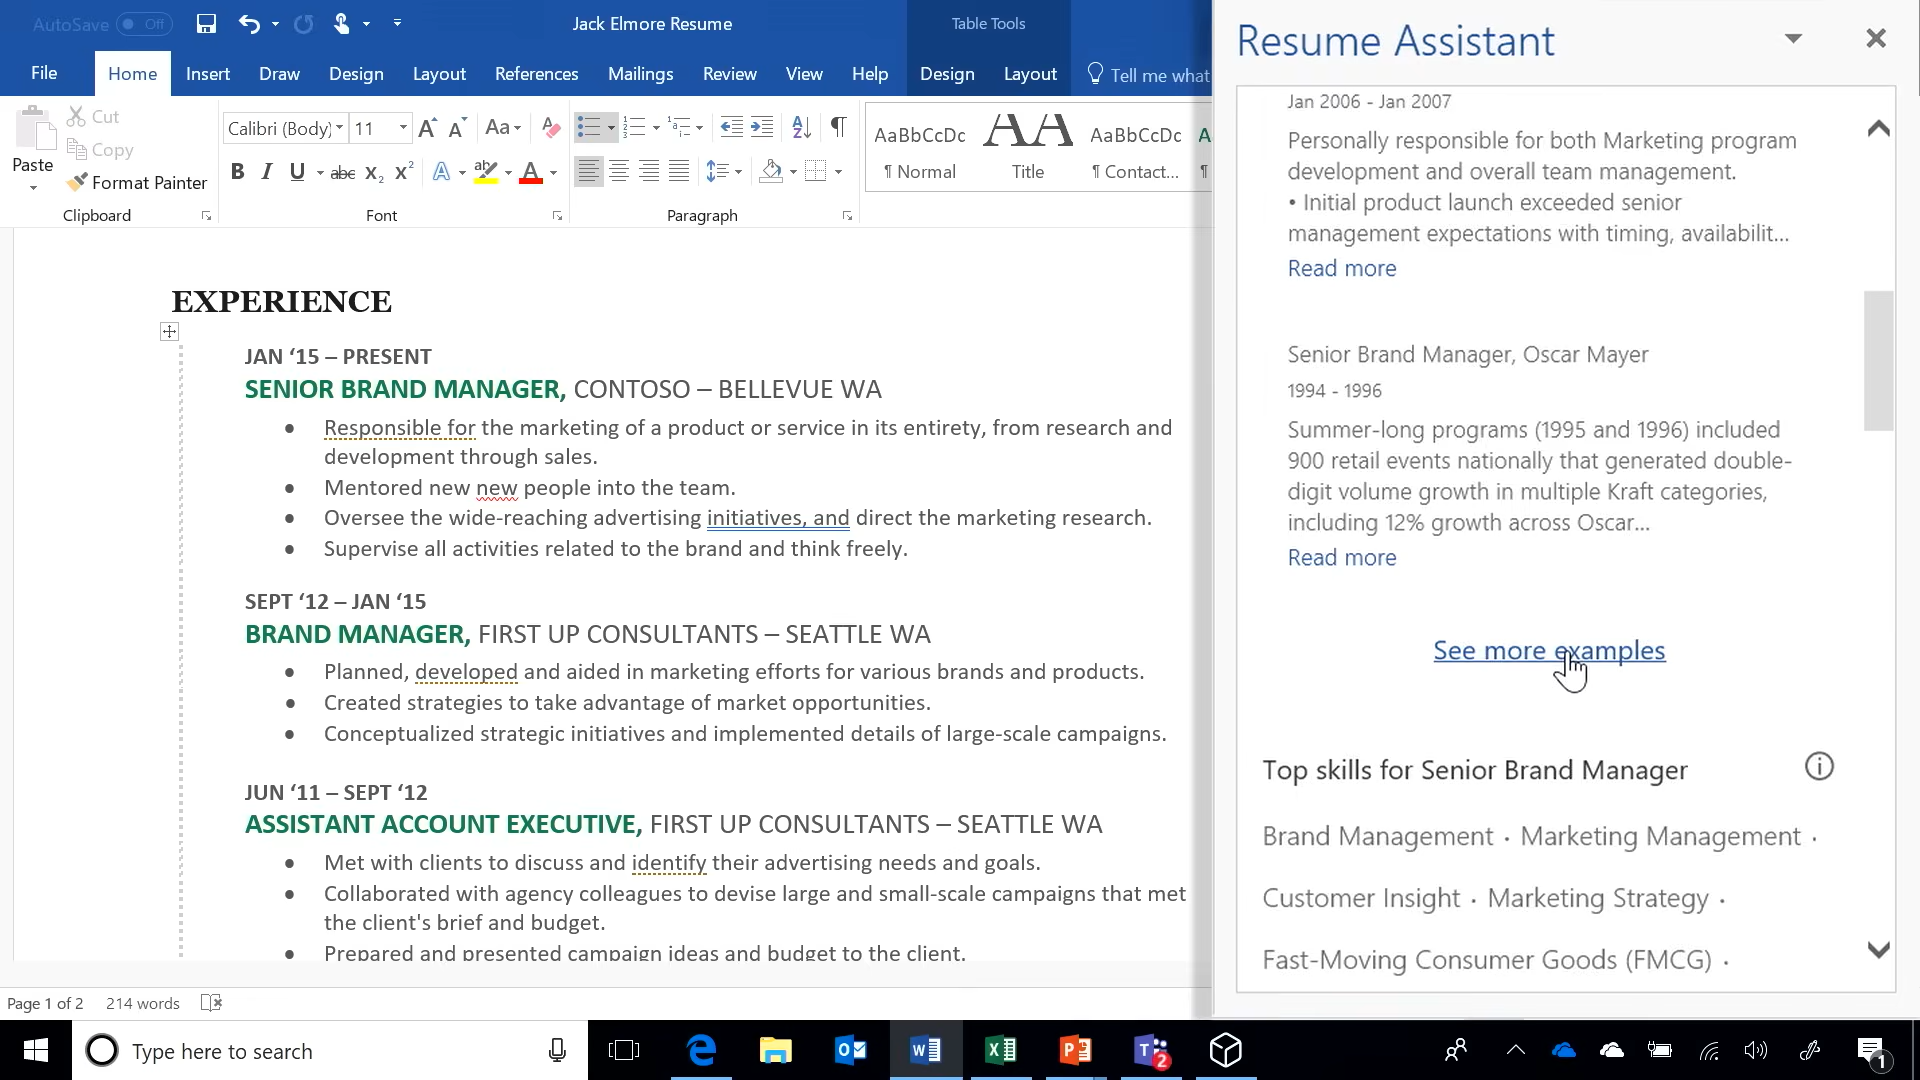 AutoSave Off
Jack Elmore Resume
Table Tools
File Home Insert Draw Design Layout References Mailings Review View Help Design Layout Tell me what
Paste
Cut
Copy
Format Painter
Clipboard
Calibri (Body) 11
Font
Paragraph
AaBbCcDc
¶ Normal
AA
Title
AaBbCcDc
¶ Contact...
EXPERIENCE
JAN ‘15 – PRESENT
SENIOR BRAND MANAGER, CONTOSO – BELLEVUE WA
• Responsible for the marketing of a product or service in its entirety, from research and
development through sales.
• Mentored new new people into the team.
• Oversee the wide-reaching advertising initiatives, and direct the marketing research.
• Supervise all activities related to the brand and think freely.
SEPT ‘12 – JAN ‘15
BRAND MANAGER, FIRST UP CONSULTANTS – SEATTLE WA
• Planned, developed and aided in marketing efforts for various brands and products.
• Created strategies to take advantage of market opportunities.
• Conceptualized strategic initiatives and implemented details of large-scale campaigns.
JUN ‘11 – SEPT ‘12
ASSISTANT ACCOUNT EXECUTIVE, FIRST UP CONSULTANTS – SEATTLE WA
• Met with clients to discuss and identify their advertising needs and goals.
• Collaborated with agency colleagues to devise large and small-scale campaigns that met
the client's brief and budget.
• Prepared and presented campaign ideas and budget to the client.
Page 1 of 2 214 words
Resume Assistant
Jan 2006 - Jan 2007
Personally responsible for both Marketing program
development and overall team management.
• Initial product launch exceeded senior
management expectations with timing, availabilit...
Read more
Senior Brand Manager, Oscar Mayer
1994 - 1996
Summer-long programs (1995 and 1996) included
900 retail events nationally that generated double-
digit volume growth in multiple Kraft categories,
including 12% growth across Oscar...
Read more
See more examples
Top skills for Senior Brand Manager
Brand Management · Marketing Management ·
Customer Insight · Marketing Strategy ·
Fast-Moving Consumer Goods (FMCG) ·
Type here to search
2
1